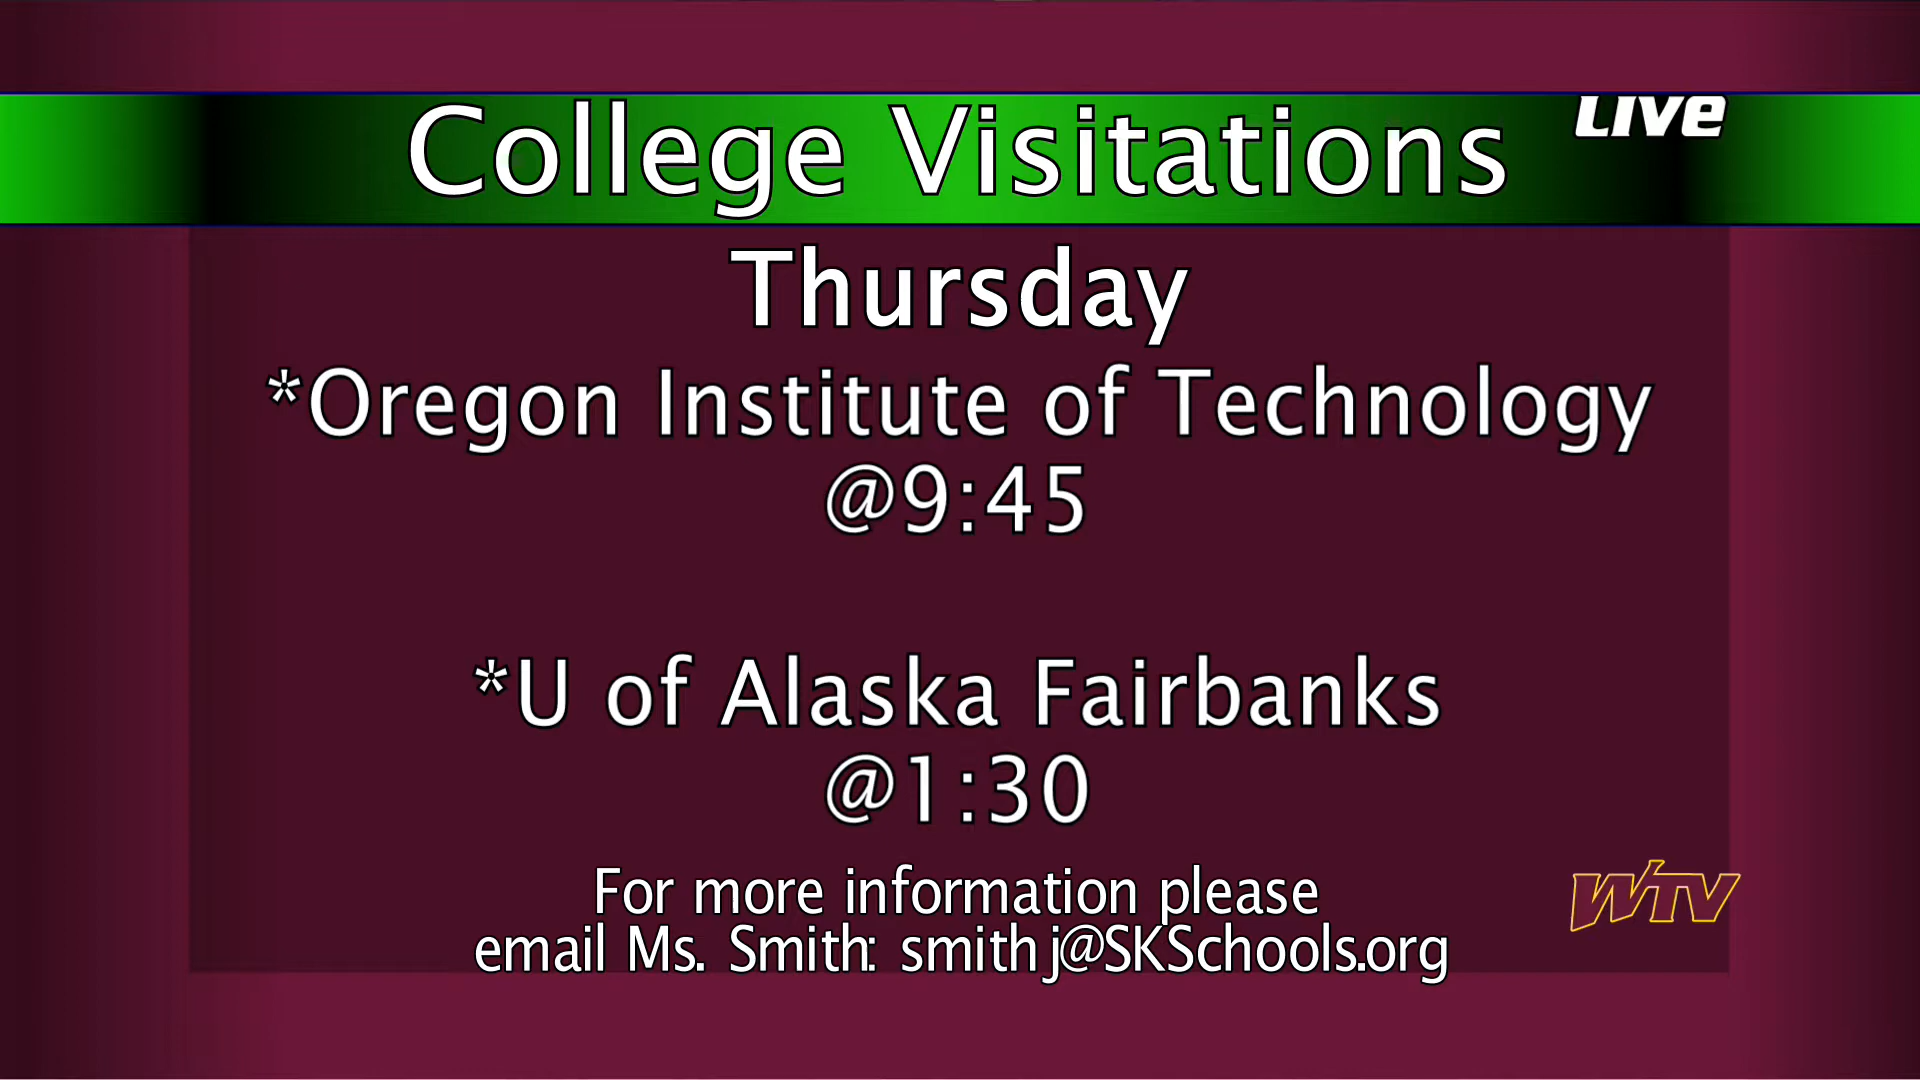 College Visitations
LIVE
Thursday
*Oregon Institute of Technology
@9:45
*U of Alaska Fairbanks
@1:30
For more information please
email Ms. Smith: smithj@SKSchools.org
WTV